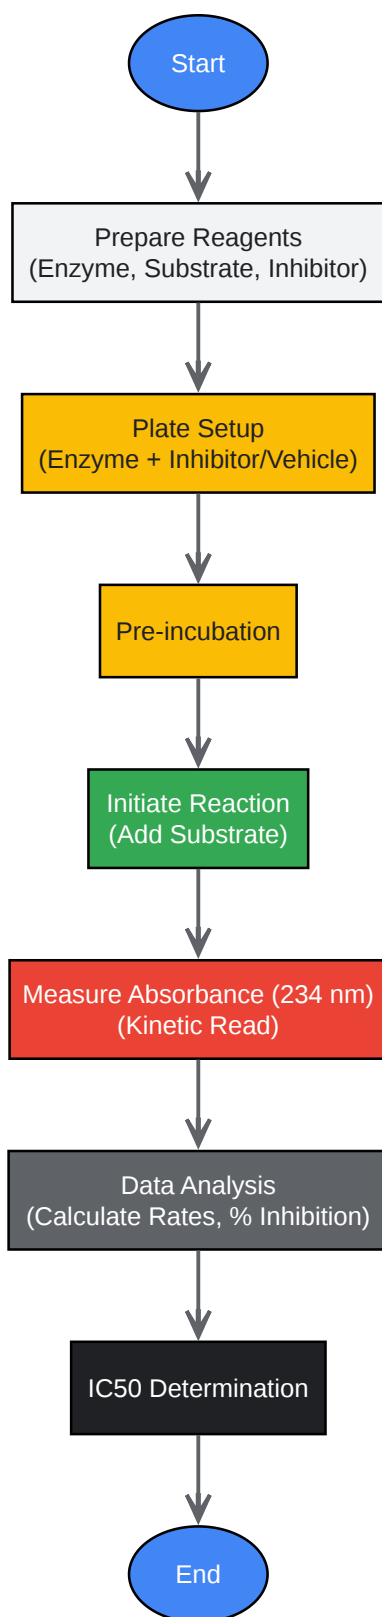 Start
Prepare Reagents
(Enzyme, Substrate, Inhibitor)
Plate Setup
(Enzyme + Inhibitor/Vehicle)
Pre-incubation
Initiate Reaction
(Add Substrate)
Measure Absorbance (234 nm)
(Kinetic Read)
Data Analysis
(Calculate Rates, % Inhibition)
IC50 Determination
End